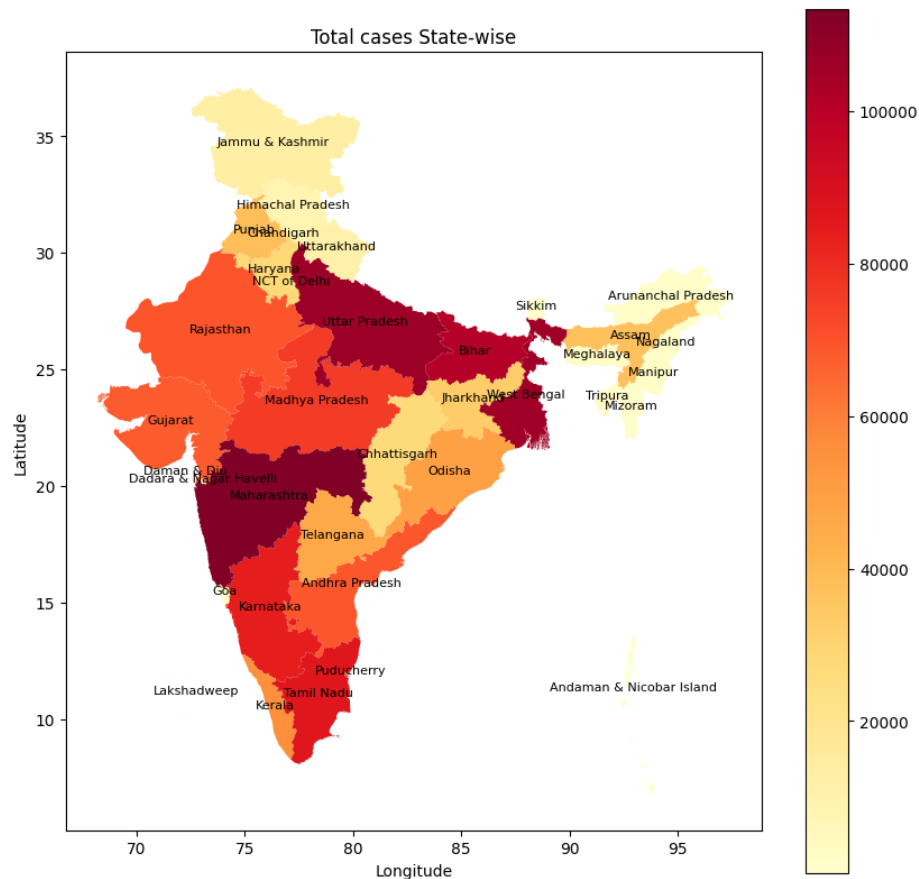 Total cases State-wise
100000
80000
60000
40000
20000
35
30
25
20
15
10
Latitude
Jammu & Kashmir
Himachal Pradesh
Punjab
Chandigarh
Uttarakhand
Haryana
NCT of Delhi
Arunanchal Pradesh
Sikkim
Rajasthan
Uttar Pradesh
Assam
Nagaland
Bihar
Meghalaya
Manipur
Madhya Pradesh
Jharkhand
West Bengal
Tripura
Mizoram
Gujarat
Chhattisgarh
Daman & Diu
Odisha
Dadara & Nagar Havelli
Maharashtra
Telangana
Goa
Andhra Pradesh
Karnataka
Puducherry
Lakshadweep
Tamil Nadu
Andaman & Nicobar Island
Kerala
70
75
80
85
90
95
Longitude